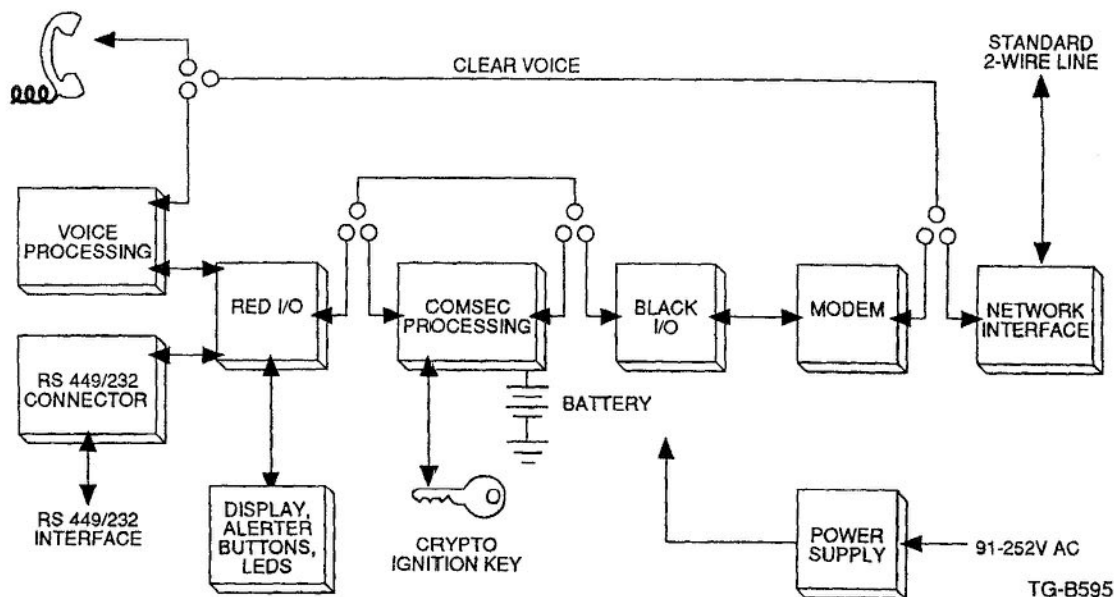 CLEAR VOICE
STANDARD
2-WIRE LINE
VOICE
PROCESSING
RED I/O
COMSEC
PROCESSING
BLACK
I/O
MODEM
NETWORK
INTERFACE
RS 449/232
CONNECTOR
BATTERY
RS 449/232
INTERFACE
DISPLAY,
ALERTER
BUTTONS,
LEDS
CRYPTO
IGNITION KEY
POWER
SUPPLY
91-252V AC
TG-B595